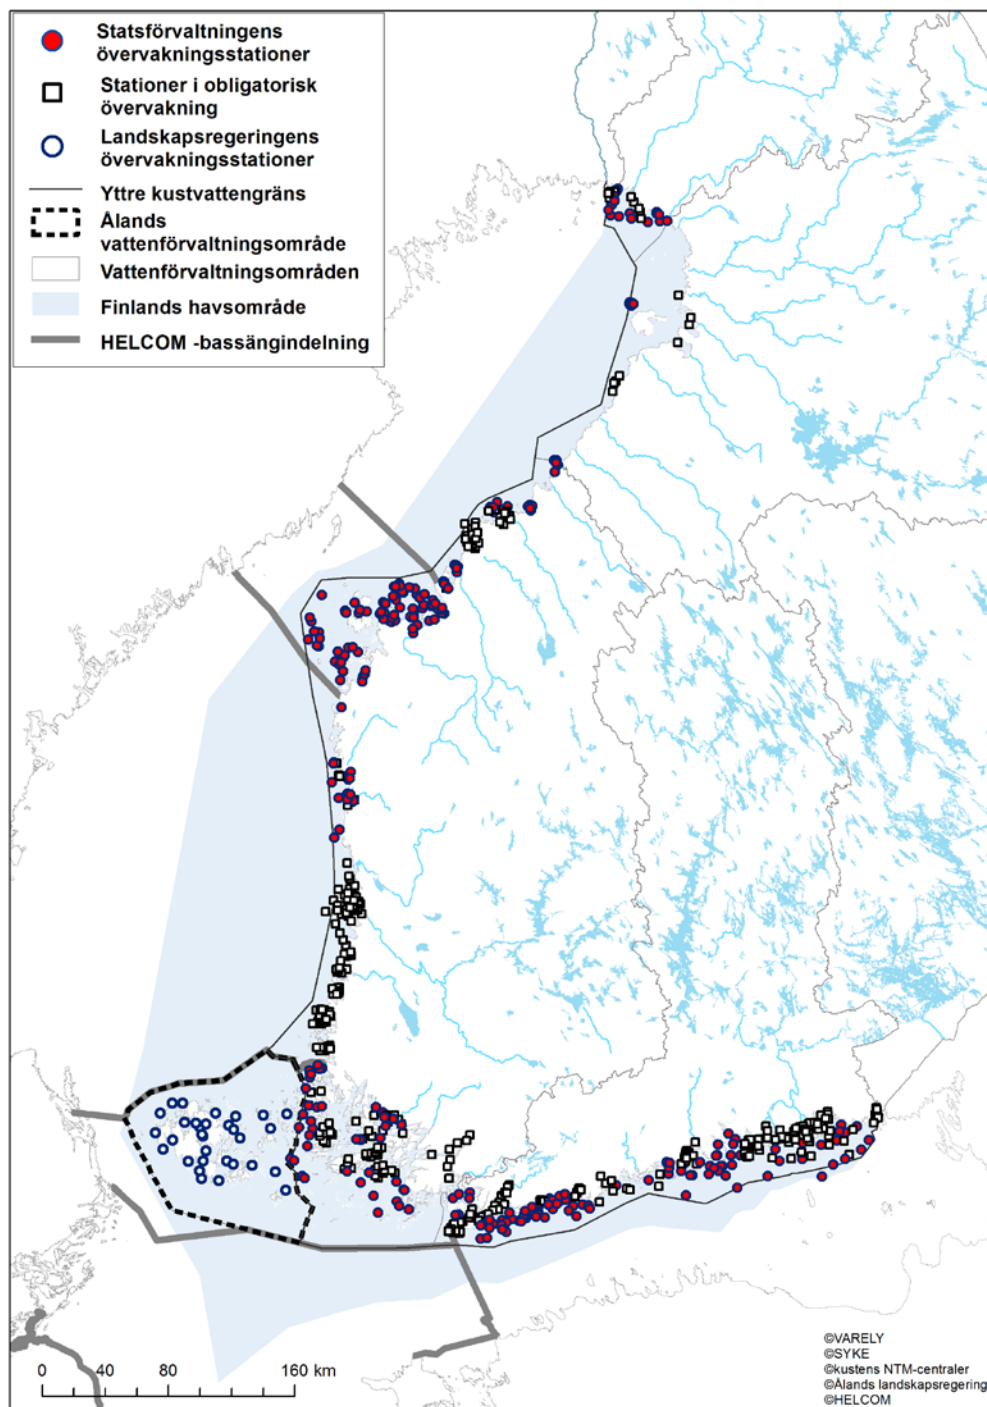 Statsförvaltningens
övervakningsstationer
Stationer i obligatorisk
övervakning
Landskapsregeringens
övervakningsstationer
Yttre kustvattengräns
Ålands
vattenförvaltningsområde
Vattenförvaltningsområden
Finlands havsområde
HELCOM -bassängindelning
0 40 80 160 km
©VARELY
©SYKE
©kustens NTM-centraler
©Ålands landskapsregering
©HELCOM